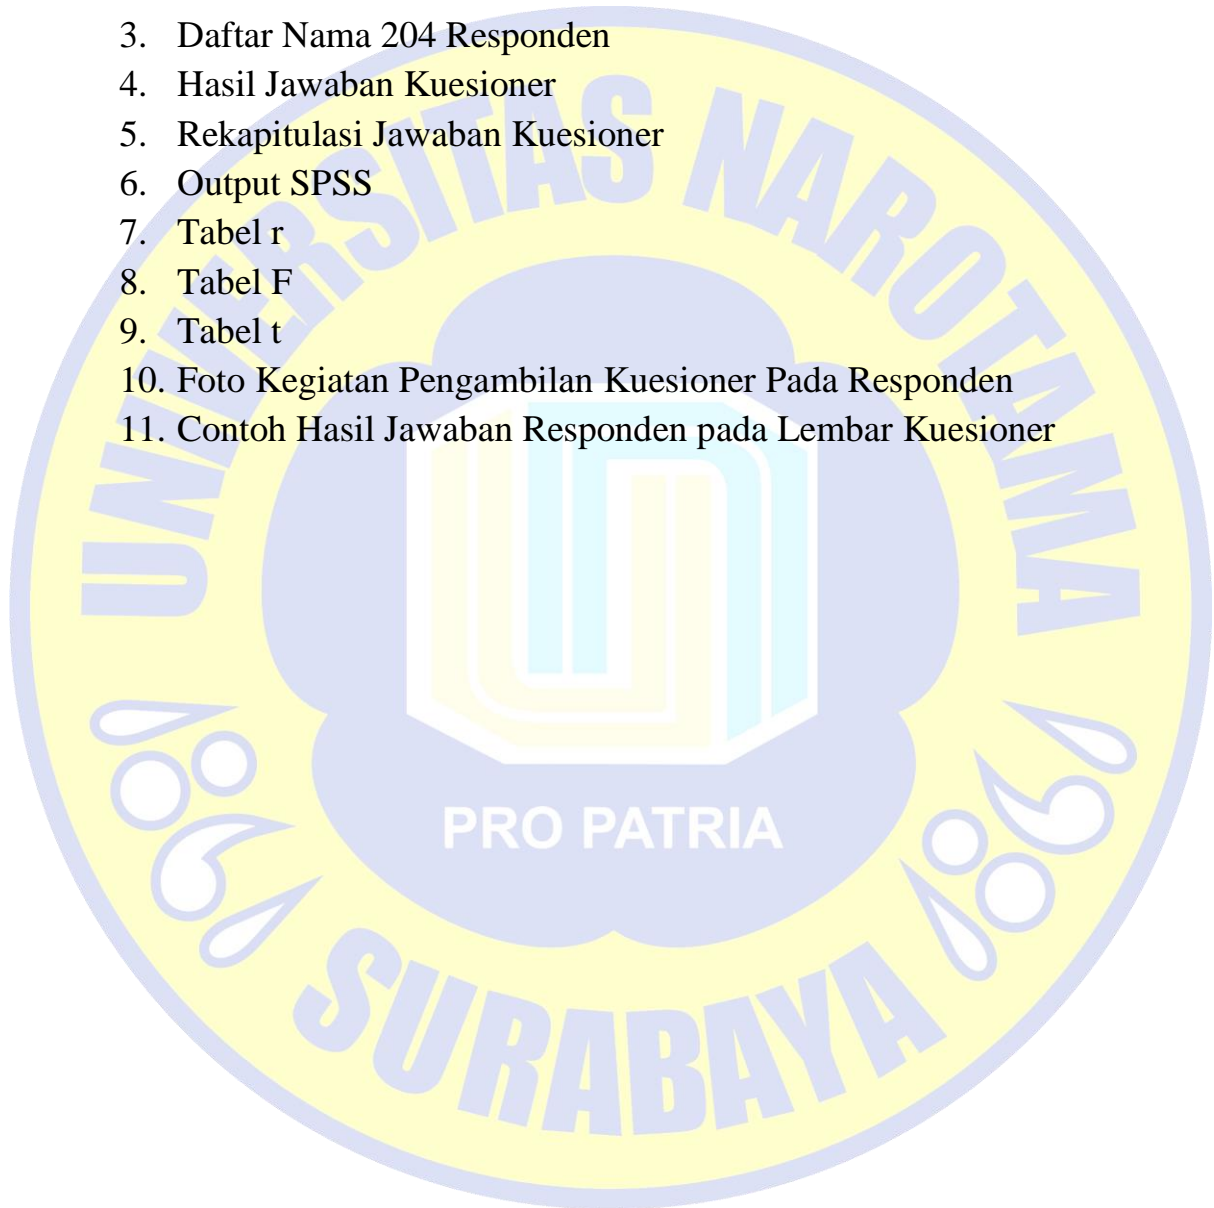 3. Daftar Nama 204 Responden
4. Hasil Jawaban Kuesioner
5. Rekapitulasi Jawaban Kuesioner
6. Output SPSS
7. Tabel r
8. Tabel F
9. Tabel t
10. Foto Kegiatan Pengambilan Kuesioner Pada Responden
11. Contoh Hasil Jawaban Responden pada Lembar Kuesioner
UNIVERSITAS NAROTAMA
PRO PATRIA
SURABAYA